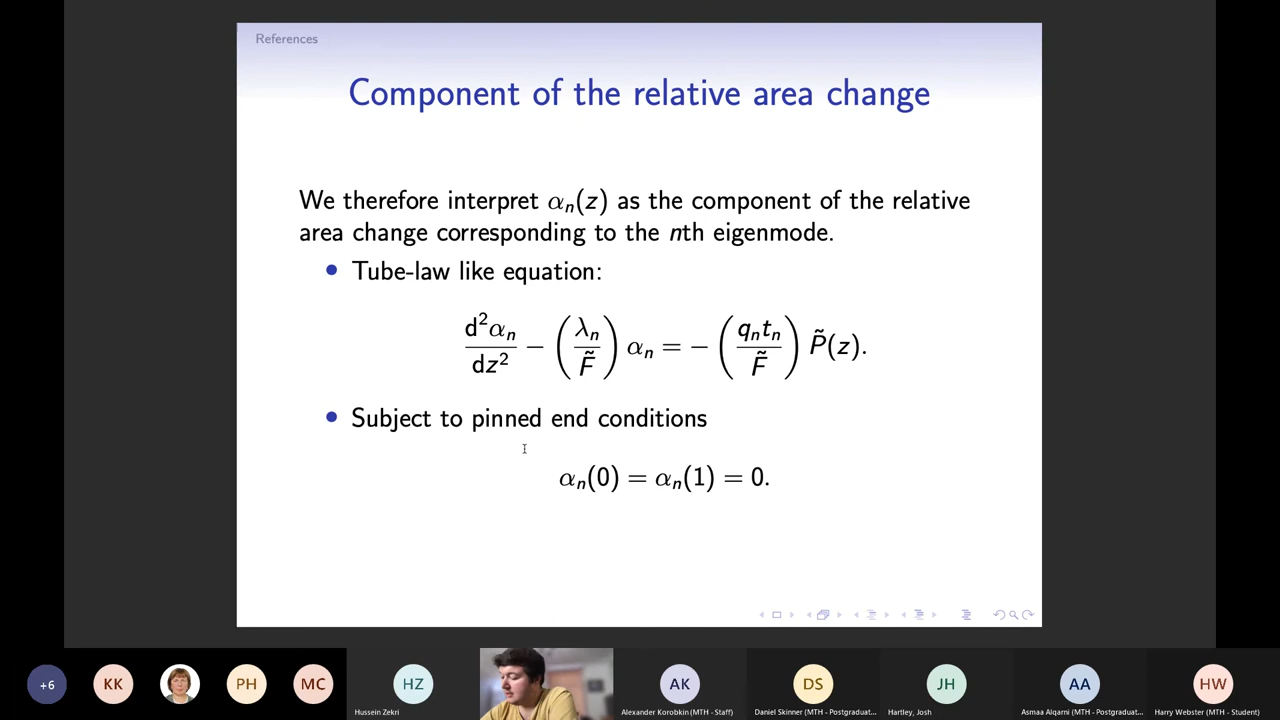 References
Component of the relative area change
We therefore interpret αₙ(z) as the component of the relative
area change corresponding to the nth eigenmode.
• Tube-law like equation:
d²αₙ/dz² − (λₙ/F̃) αₙ = − (qₙtₙ/F̃) P̃(z).
• Subject to pinned end conditions
αₙ(0) = αₙ(1) = 0.
+6
KK
PH
MC
HZ
Hussein Zekri
AK
Alexander Korobkin (MTH - Staff)
DS
Daniel Skinner (MTH - Postgraduat...
JH
Hartley, Josh
AA
Asmaa Alqarni (MTH - Postgraduat...
HW
Harry Webster (MTH - Student)